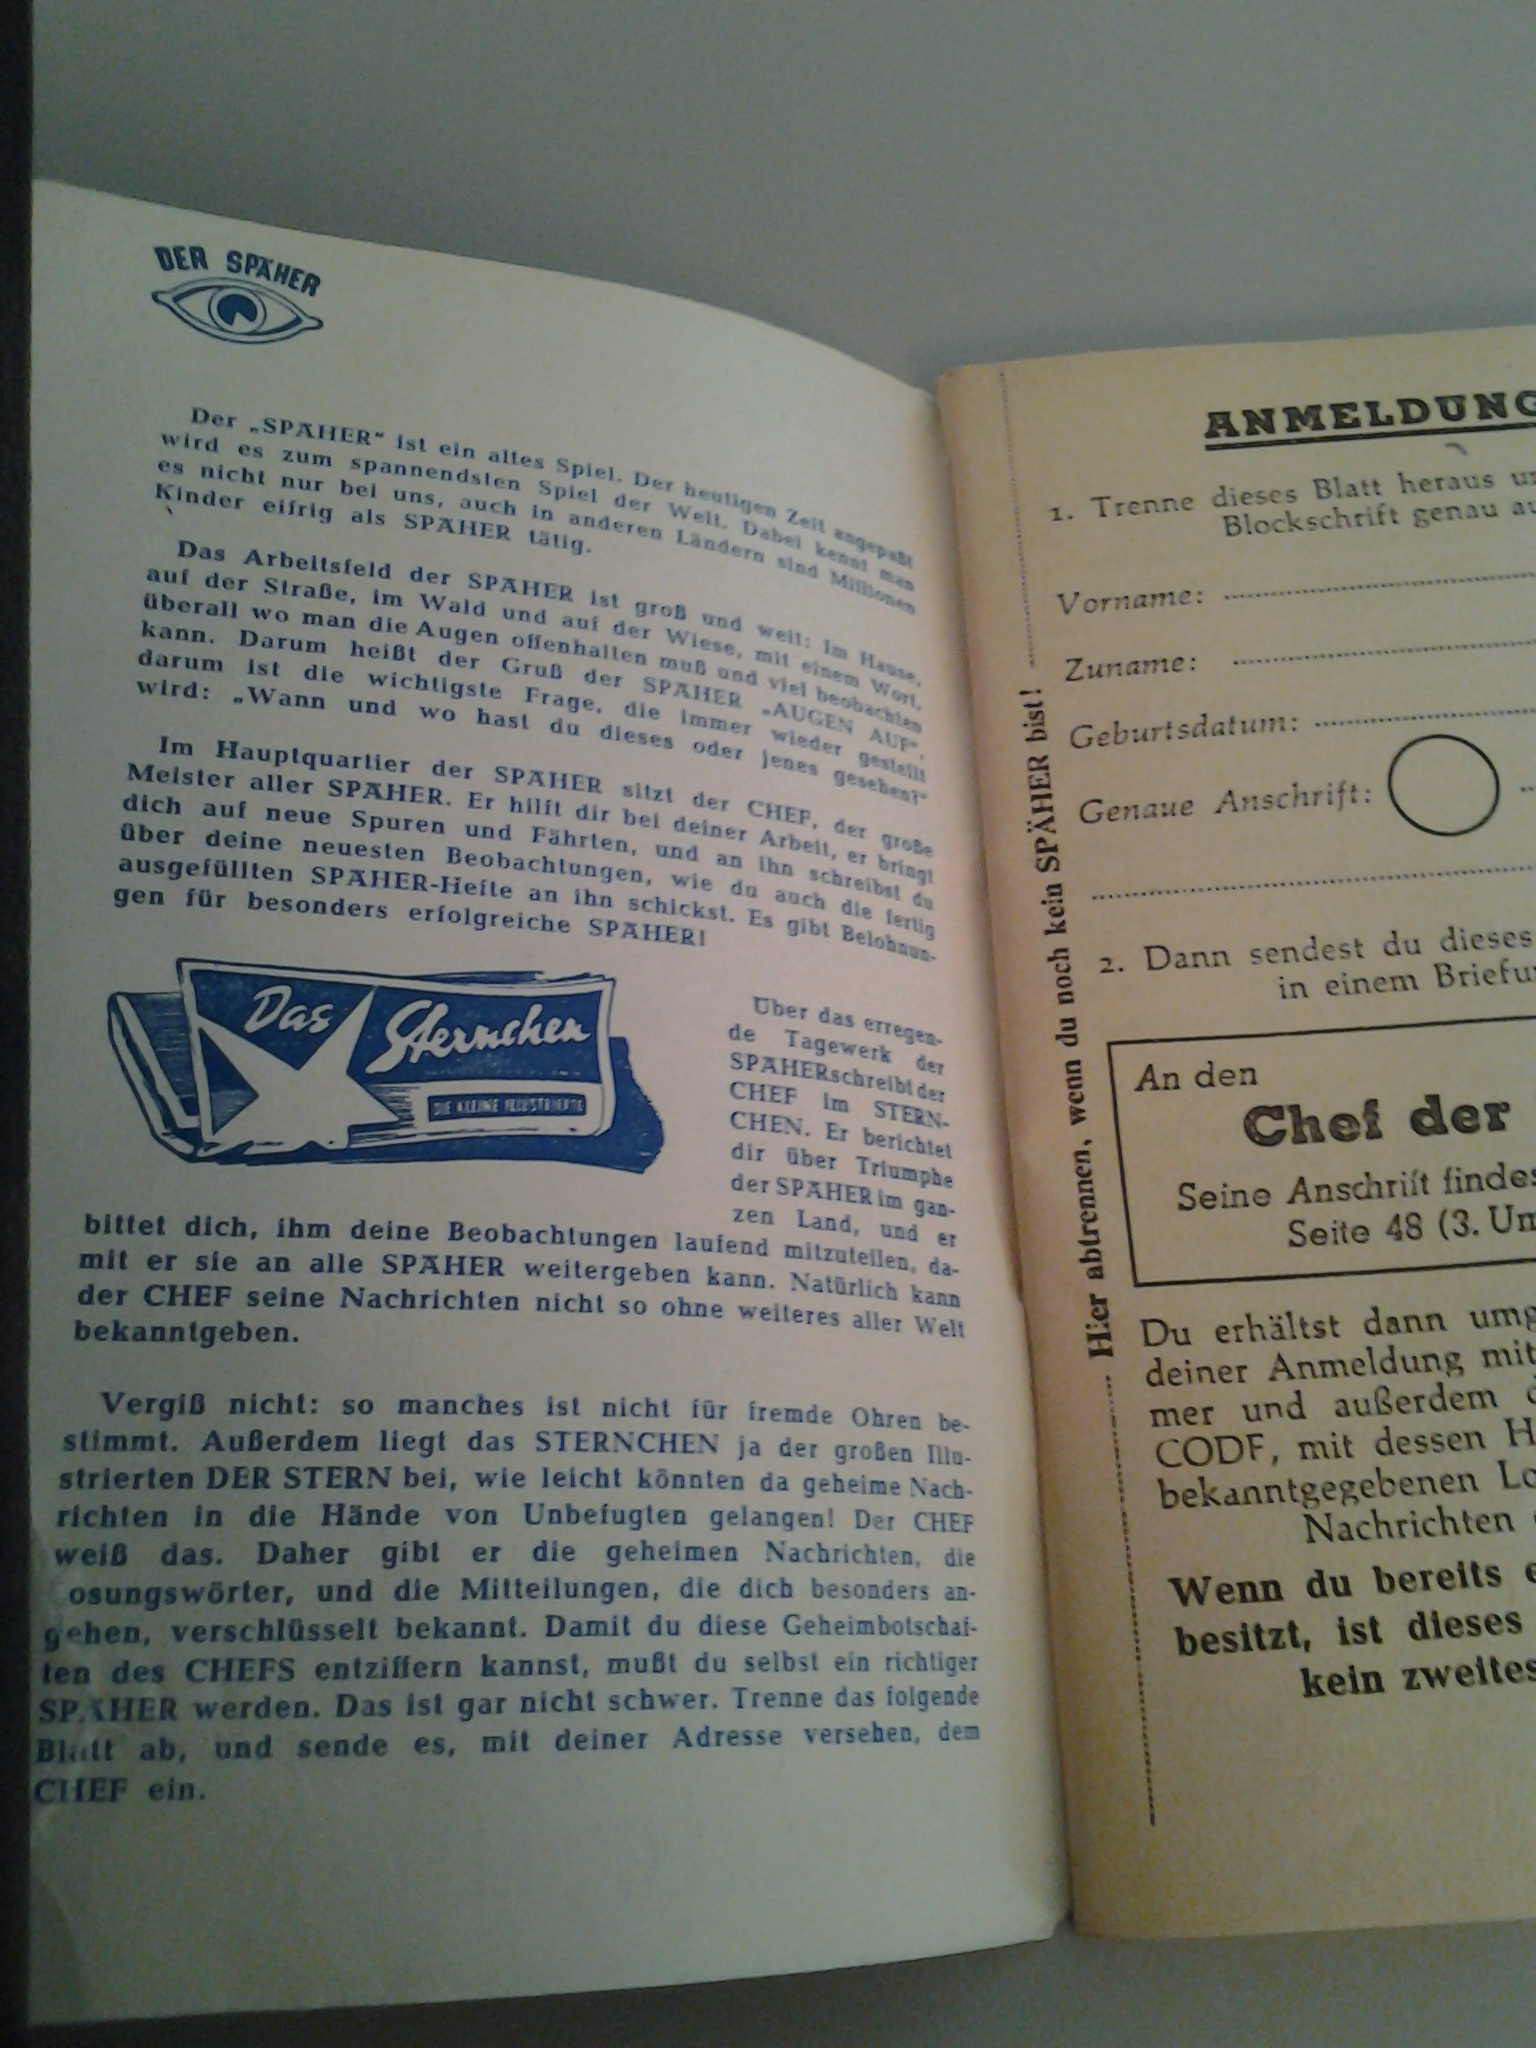 DER SPÄHER
Der „SPÄHER“ ist ein altes Spiel. Der heutigen Zeit angepaßt
wird es zum spannendsten Spiel der Welt. Dabei kennt man
es nicht nur bei uns, auch in anderen Ländern sind Millionen
Kinder eifrig als SPÄHER tätig.
Das Arbeitsfeld der SPÄHER ist groß und weit: Im Hause,
auf der Straße, im Wald und auf der Wiese, mit einem Wort,
überall wo man die Augen offenhalten muß und viel beobachten
kann. Darum heißt der Gruß der SPÄHER „AUGEN AUF“,
darum ist die wichtigste Frage, die immer wieder gestellt
wird: „Wann und wo hast du dieses oder jenes gesehen?“
Im Hauptquartier der SPÄHER sitzt der CHEF, der große
Meister aller SPÄHER. Er hilft dir bei deiner Arbeit, er bringt
dich auf neue Spuren und Fährten, und an ihn schreibst du
über deine neuesten Beobachtungen, wie du auch die fertig
ausgefüllten SPÄHER-Hefte an ihn schickst. Es gibt Belohnun-
gen für besonders erfolgreiche SPÄHER!
Das Sternchen
DIE KLEINE ILLUSTRIERTE
Über das erregen-
de Tagewerk der
SPÄHER schreibt der
CHEF im STERN-
CHEN. Er berichtet
dir über Triumphe
der SPÄHER im gan-
zen Land, und er
bittet dich, ihm deine Beobachtungen laufend mitzuteilen, da-
mit er sie an alle SPÄHER weitergeben kann. Natürlich kann
der CHEF seine Nachrichten nicht so ohne weiteres aller Welt
bekanntgeben.
Vergiß nicht: so manches ist nicht für fremde Ohren be-
stimmt. Außerdem liegt das STERNCHEN ja der großen Illu-
strierten DER STERN bei, wie leicht könnten da geheime Nach-
richten in die Hände von Unbefugten gelangen! Der CHEF
weiß das. Daher gibt er die geheimen Nachrichten, die
osungswörter, und die Mitteilungen, die dich besonders an-
gehen, verschlüsselt bekannt. Damit du diese Geheimbotschaf-
ten des CHEFS entziffern kannst, mußt du selbst ein richtiger
SPÄHER werden. Das ist gar nicht schwer. Trenne das folgende
Blatt ab, und sende es, mit deiner Adresse versehen, dem
CHEF ein.
Hier abtrennen, wenn du noch kein SPÄHER bist!
ANMELDUNG
1. Trenne dieses Blatt heraus un
Blockschrift genau au
Vorname:
Zuname:
Geburtsdatum:
Genaue Anschrift:
2. Dann sendest du dieses
in einem Briefu
An den
Chef der
Seine Anschrift findes
Seite 48 (3. Um
Du erhältst dann umg
deiner Anmeldung mit
mer und außerdem d
CODE, mit dessen H
bekanntgegebenen Lo
Nachrichten
Wenn du bereits e
besitzt, ist dieses
kein zweites